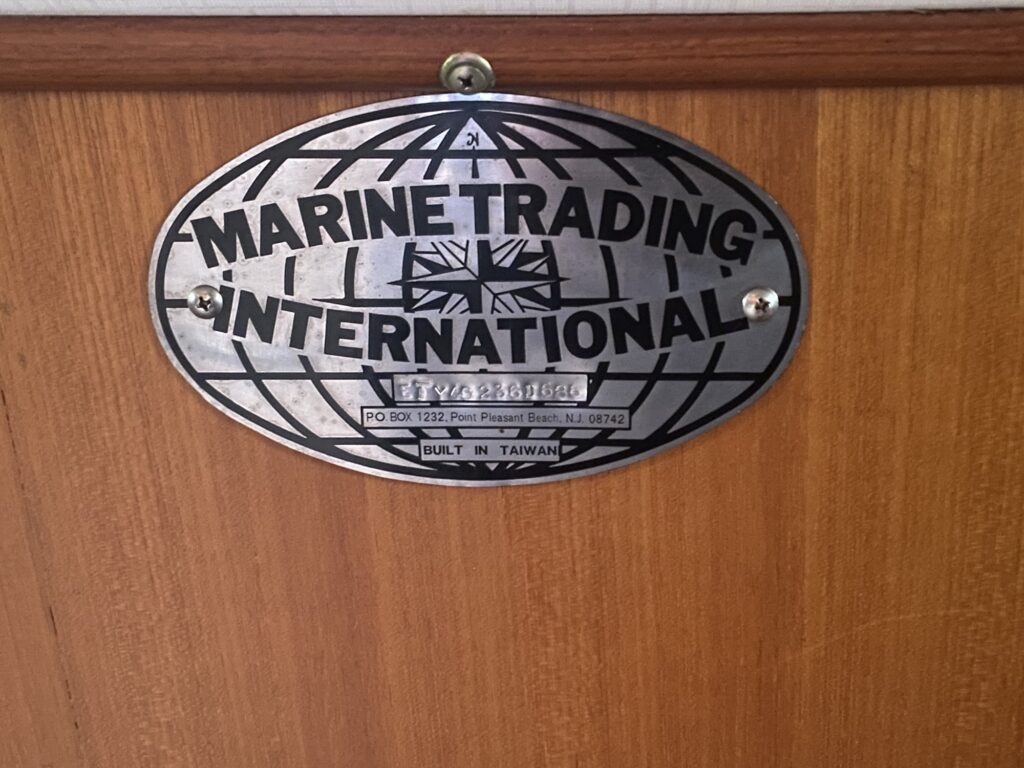 N
MARINE TRADING
INTERNATIONAL
P.O. BOX 1232, Point Pleasant Beach, N.J. 08742
BUILT IN TAIWAN